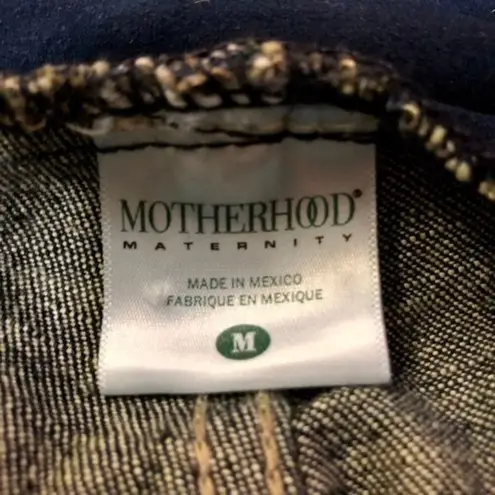 MOTHERHOOD®
MATERNITY
MADE IN MEXICO
FABRIQUE EN MEXIQUE
M